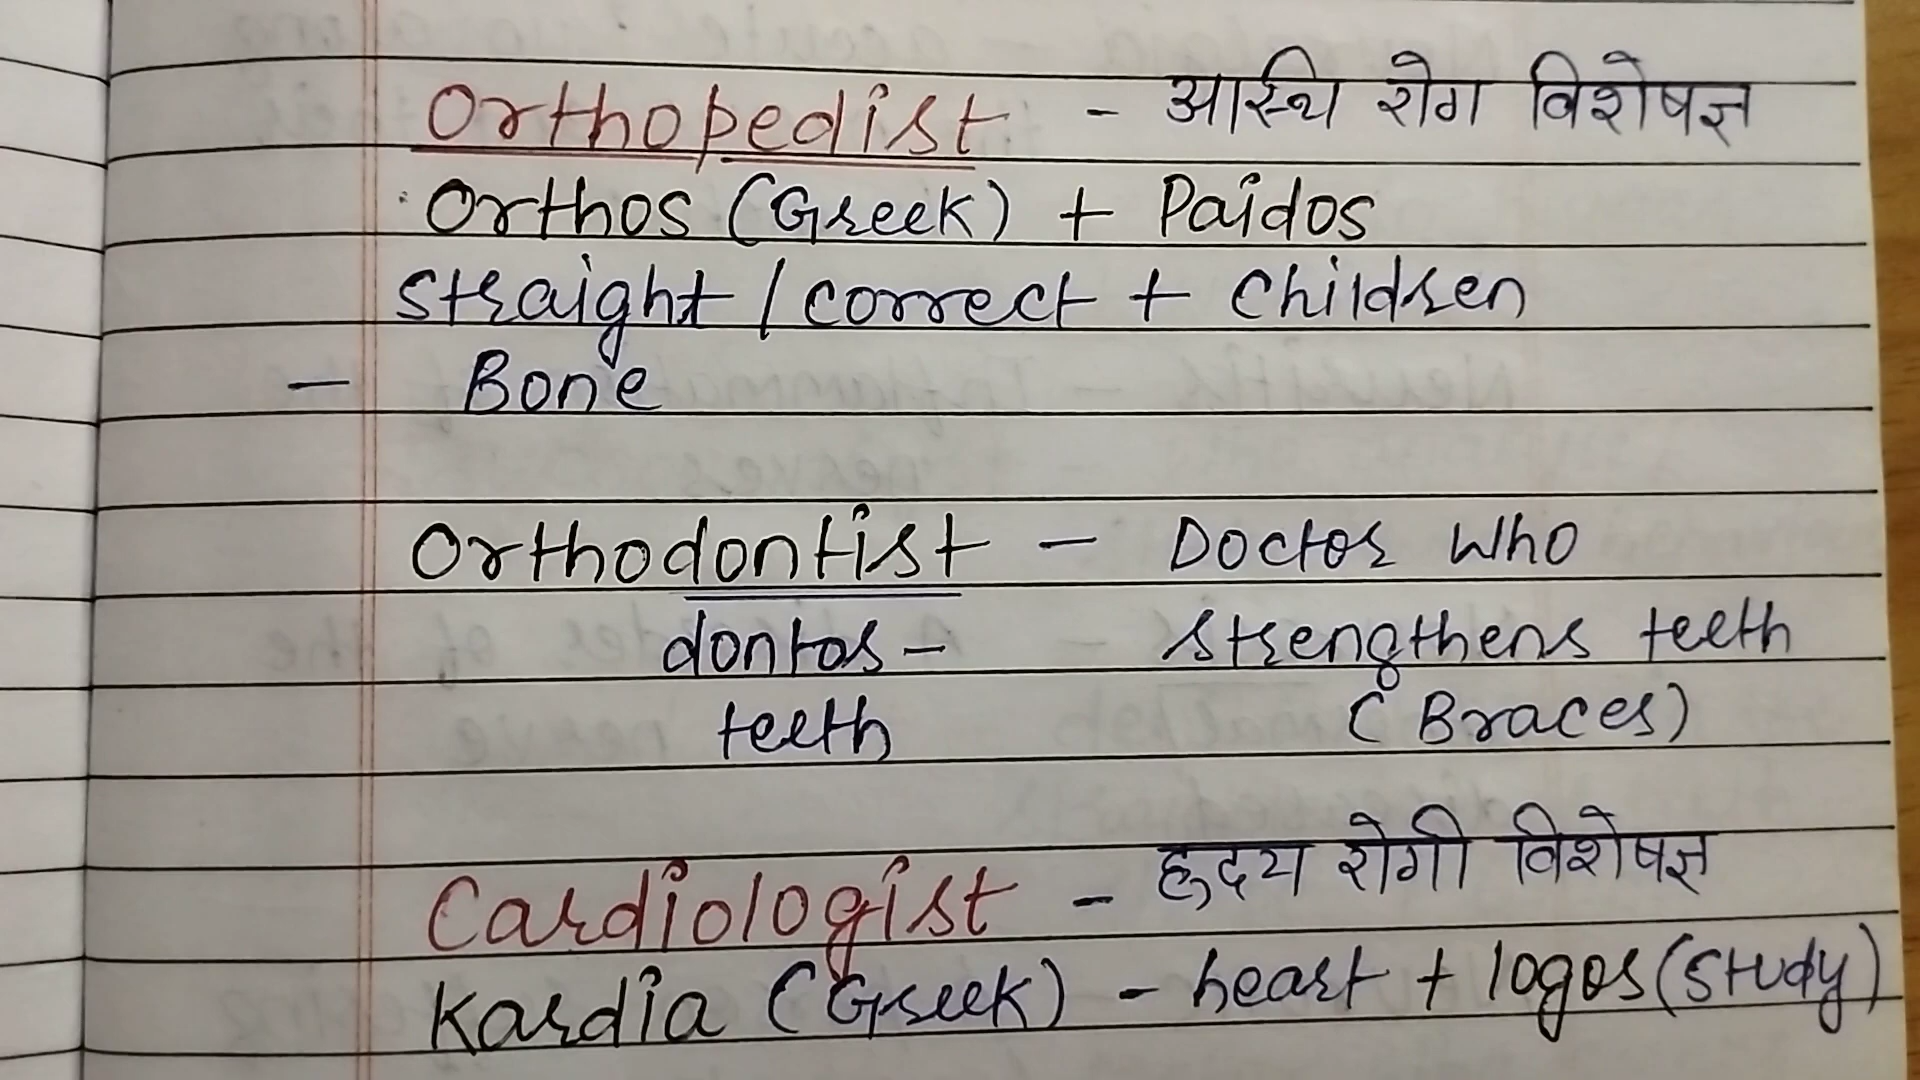 Orthopedist - अास्थि रोग विशेषज्ञ
Orthos (Greek) + Paidos
straight / correct + children
- Bone
Orthodontist - Doctor who
dontos - strengthens teeth
teeth (Braces)
Cardiologist - हृदय रोगी विशेषज्ञ
Kardia (Greek) - heart + logos (study)